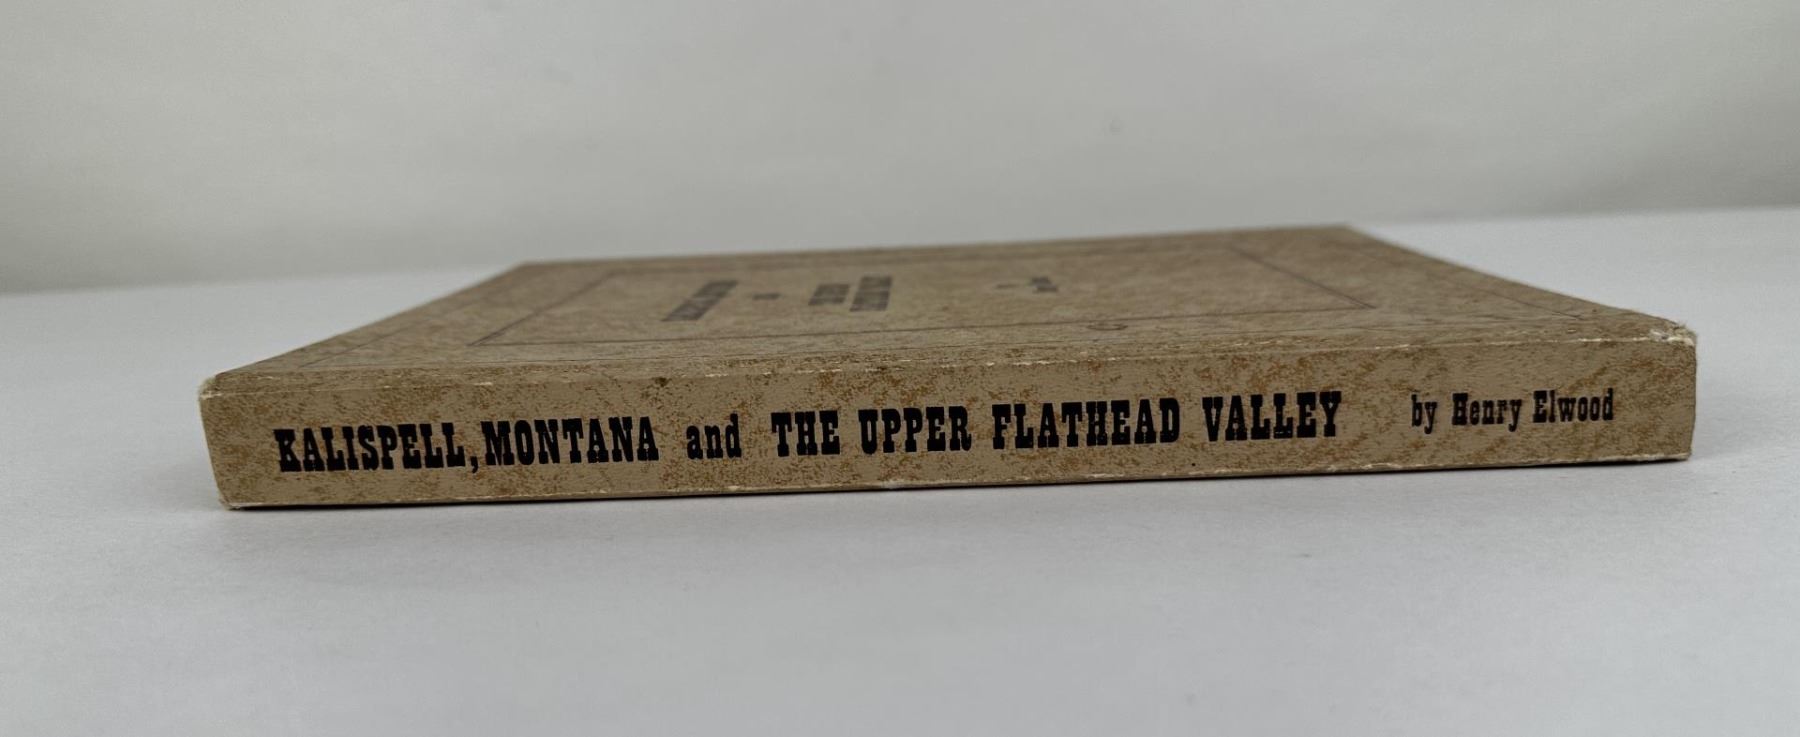 KALISPELL, MONTANA and THE UPPER FLATHEAD VALLEY by Henry Elwood